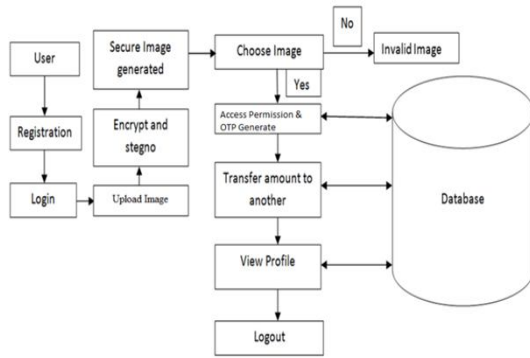 User
Registration
Login
Upload Image
Encrypt and
stegno
Secure Image
generated
Choose Image
No
Invalid Image
Yes
Access Permission &
OTP Generate
Transfer amount to
another
View Profile
Logout
Database